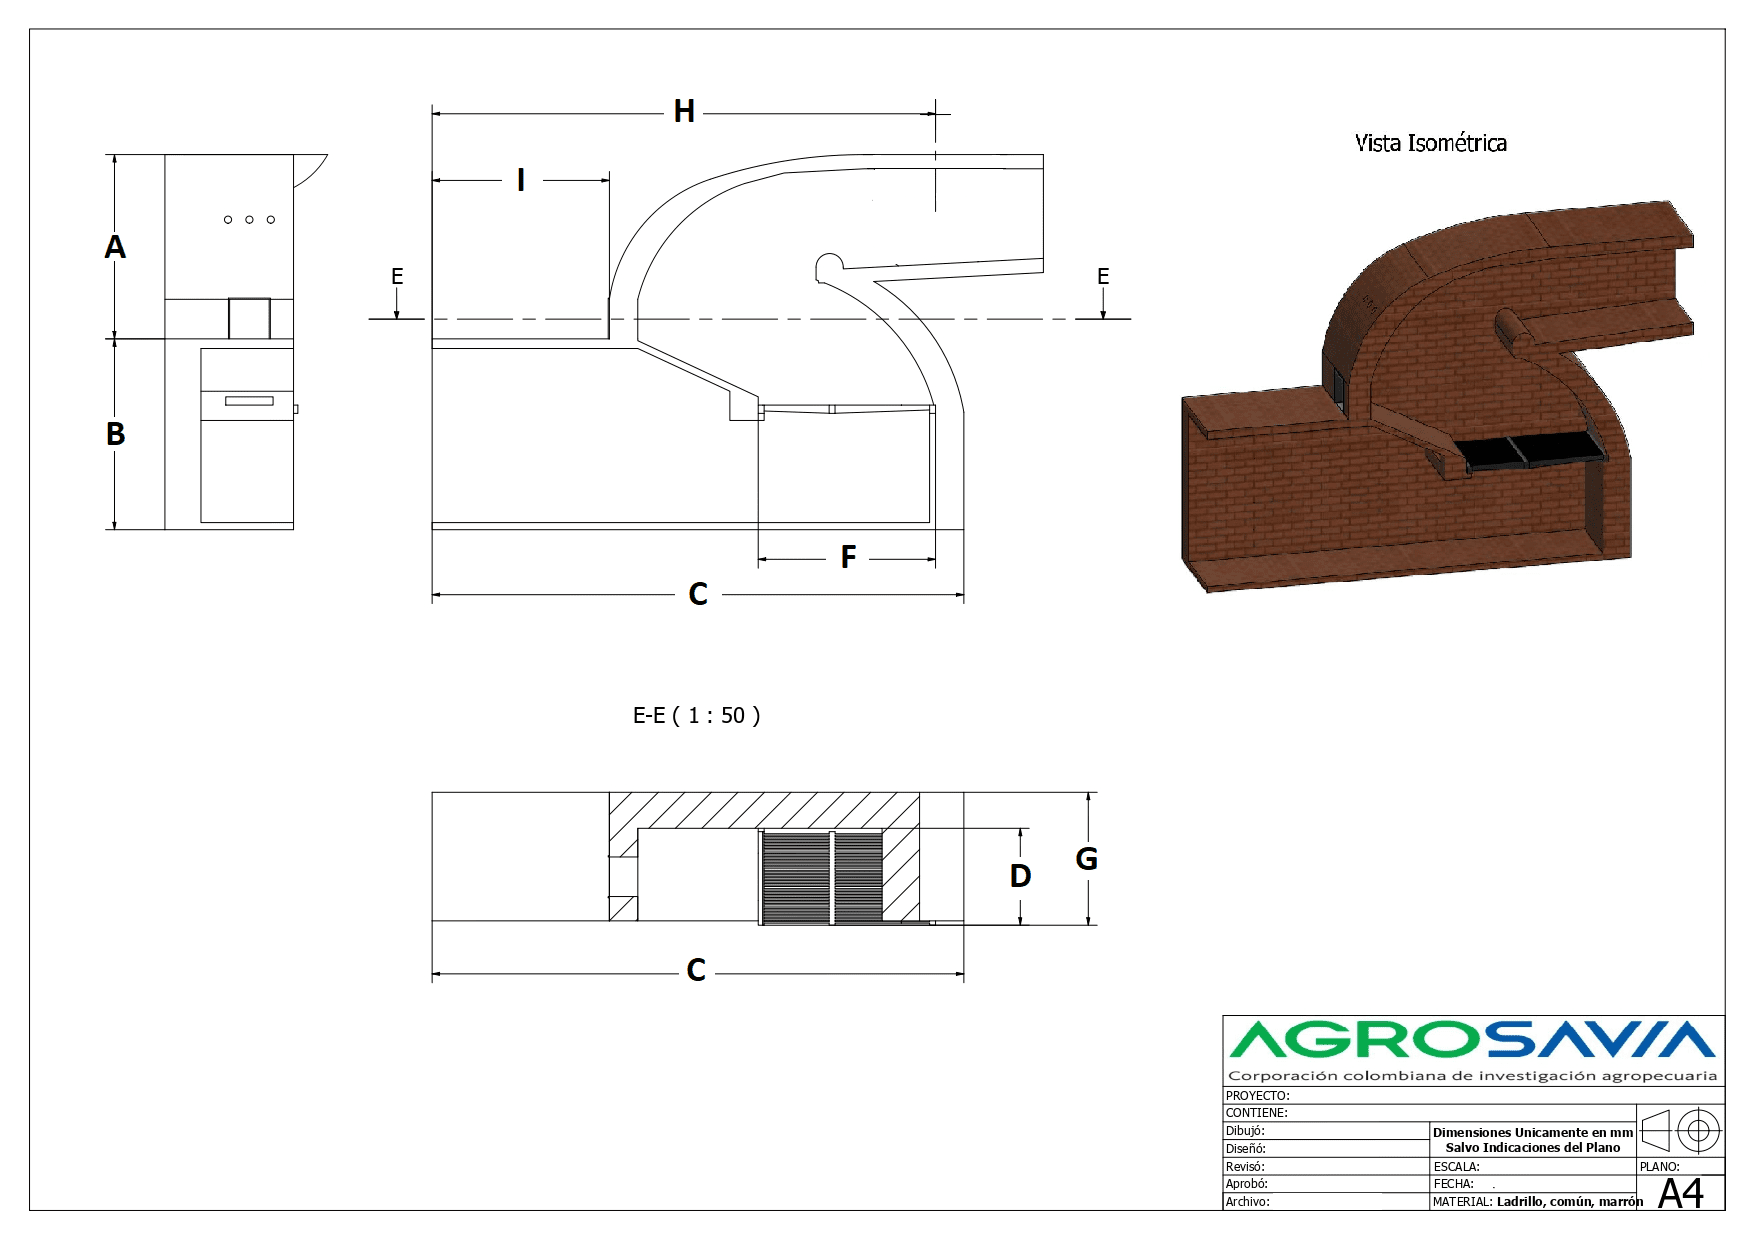 H
Vista Isométrica
I
A
E
E
B
F
C
E-E ( 1 : 50 )
G
D
C
AGROSAVIA
Corporación colombiana de investigación agropecuaria
PROYECTO:
CONTIENE:
Dibujó:
Dimensiones Unicamente en mm
Diseñó:
Salvo Indicaciones del Plano
Revisó:
ESCALA:
PLANO:
Aprobó:
FECHA: .
A4
Archivo:
MATERIAL: Ladrillo, común, marrón